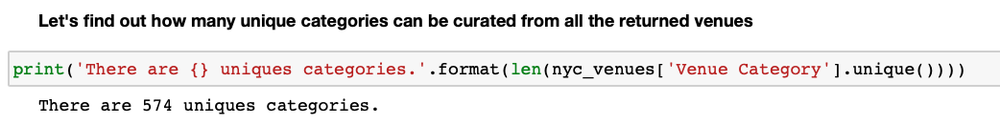 Let's find out how many unique categories can be curated from all the returned venues
print('There are {} uniques categories.'.format(len(nyc_venues['Venue Category'].unique())))
There are 574 uniques categories.